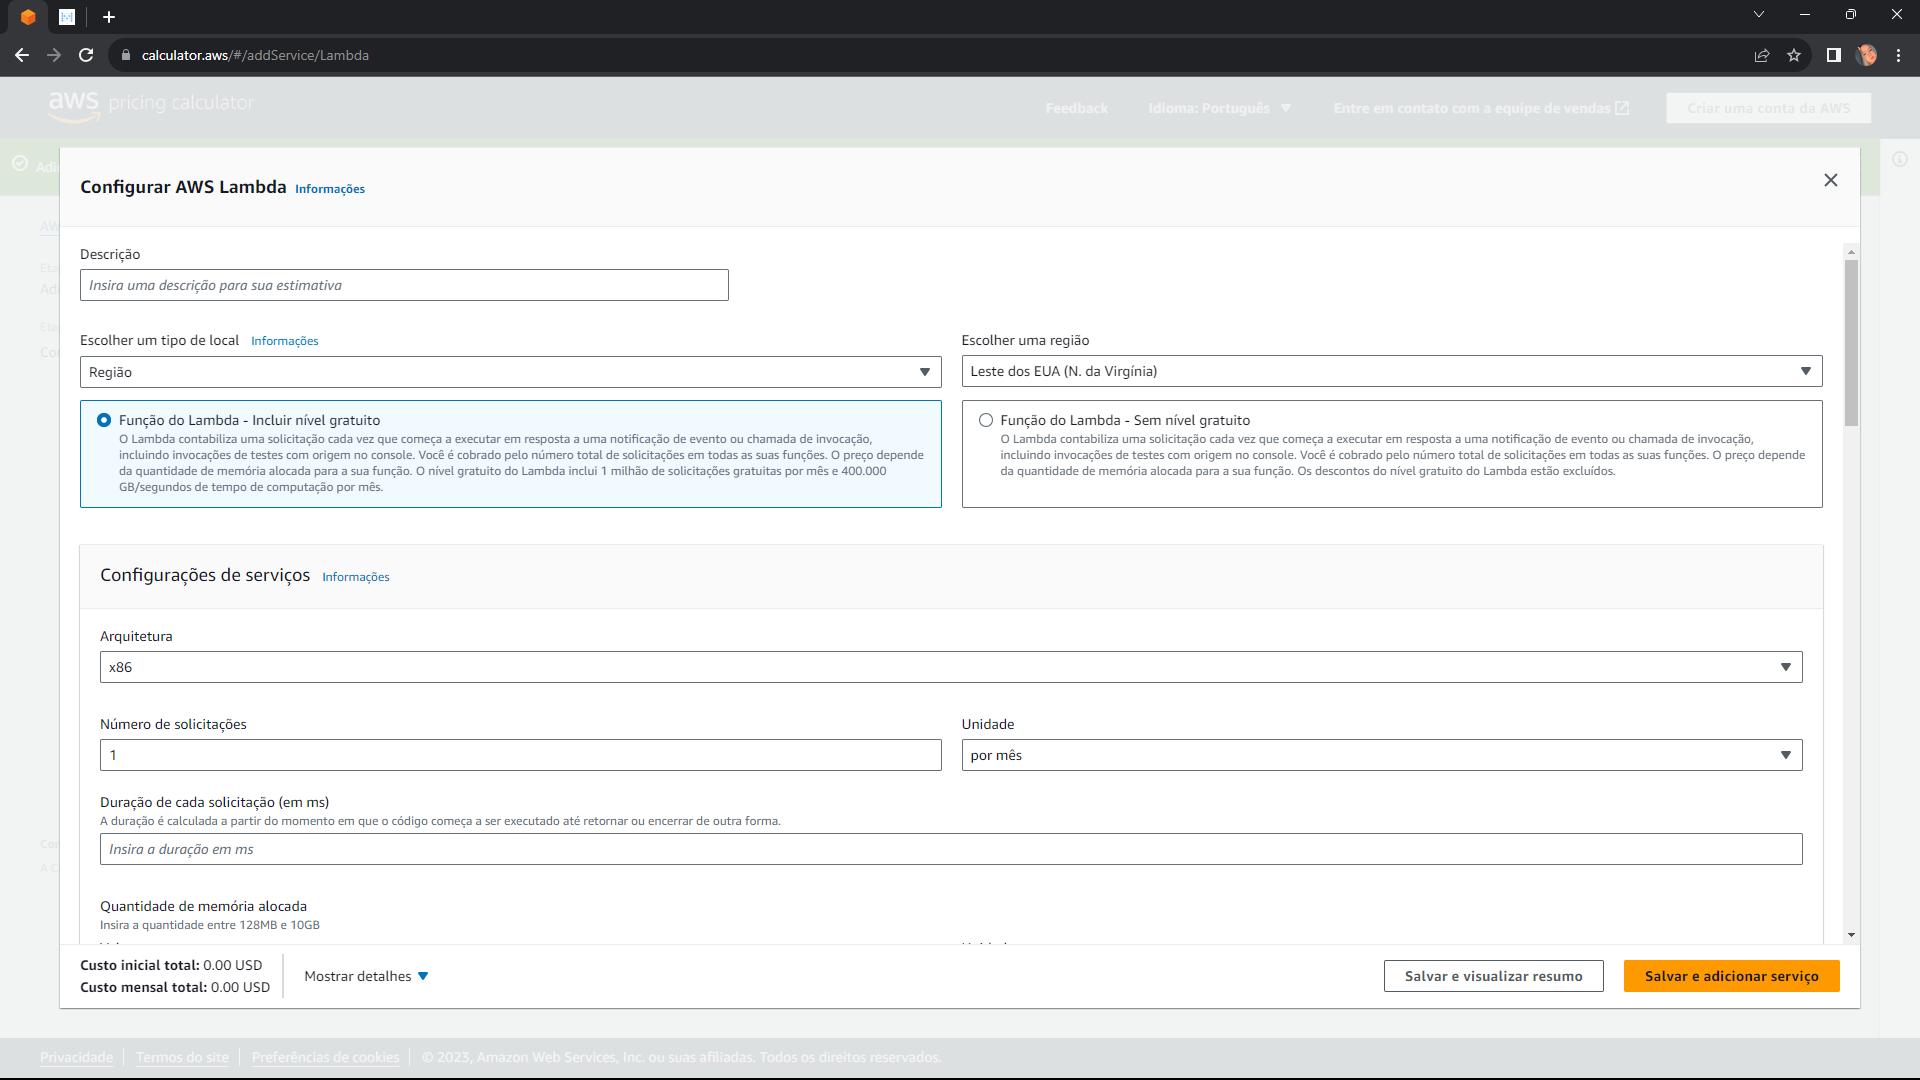 calculator.aws/#/addService/Lambda
aws pricing calculator
Feedback
Idioma: Português
Entre em contato com a equipe de vendas
Criar uma conta da AWS
Configurar AWS Lambda Informações
Descrição
Insira uma descrição para sua estimativa
Escolher um tipo de local Informações
Região
Escolher uma região
Leste dos EUA (N. da Virgínia)
Função do Lambda - Incluir nível gratuito
O Lambda contabiliza uma solicitação cada vez que começa a executar em resposta a uma notificação de evento ou chamada de invocação,
incluindo invocações de testes com origem no console. Você é cobrado pelo número total de solicitações em todas as suas funções. O preço depende
da quantidade de memória alocada para a sua função. O nível gratuito do Lambda inclui 1 milhão de solicitações gratuitas por mês e 400.000
GB/segundos de tempo de computação por mês.
Função do Lambda - Sem nível gratuito
O Lambda contabiliza uma solicitação cada vez que começa a executar em resposta a uma notificação de evento ou chamada de invocação,
incluindo invocações de testes com origem no console. Você é cobrado pelo número total de solicitações em todas as suas funções. O preço depende
da quantidade de memória alocada para a sua função. Os descontos do nível gratuito do Lambda estão excluídos.
Configurações de serviços Informações
Arquitetura
x86
Número de solicitações
1
Unidade
por mês
Duração de cada solicitação (em ms)
A duração é calculada a partir do momento em que o código começa a ser executado até retornar ou encerrar de outra forma.
Insira a duração em ms
Quantidade de memória alocada
Insira a quantidade entre 128MB e 10GB
Custo inicial total: 0.00 USD
Custo mensal total: 0.00 USD
Mostrar detalhes
Salvar e visualizar resumo
Salvar e adicionar serviço
Privacidade
Termos do site
Preferências de cookies
© 2023, Amazon Web Services, Inc. ou suas afiliadas. Todos os direitos reservados.